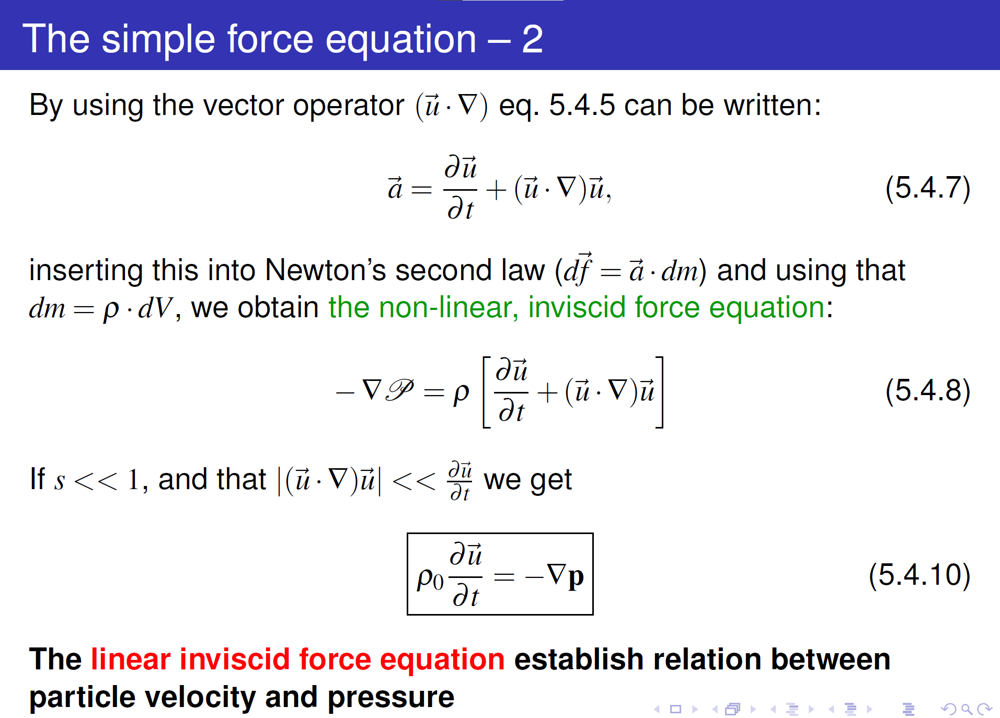 The simple force equation – 2
By using the vector operator $(\vec{u} \cdot \nabla)$ eq. 5.4.5 can be written:
$\vec{a} = \frac{\partial \vec{u}}{\partial t} + (\vec{u} \cdot \nabla)\vec{u},$ (5.4.7)
inserting this into Newton's second law ($\vec{df} = \vec{a} \cdot dm$) and using that
$dm = \rho \cdot dV$, we obtain the non-linear, inviscid force equation:
$-\nabla \mathscr{P} = \rho \left[ \frac{\partial \vec{u}}{\partial t} + (\vec{u} \cdot \nabla)\vec{u} \right]$ (5.4.8)
If $s << 1$, and that $|(\vec{u} \cdot \nabla)\vec{u}| << \frac{\partial \vec{u}}{\partial t}$ we get
$\rho_0 \frac{\partial \vec{u}}{\partial t} = -\nabla \mathbf{p}$ (5.4.10)
The linear inviscid force equation establish relation between
particle velocity and pressure